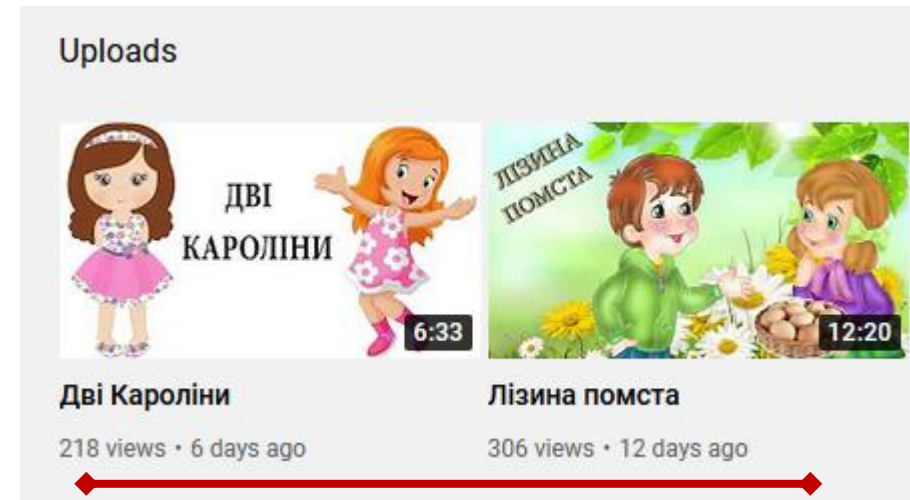 Uploads
ДВІ
КАРОЛІНИ
6:33
ЛІЗИНА
ПОМСТА
12:20
Дві Кароліни
218 views • 6 days ago
Лізина помста
306 views • 12 days ago